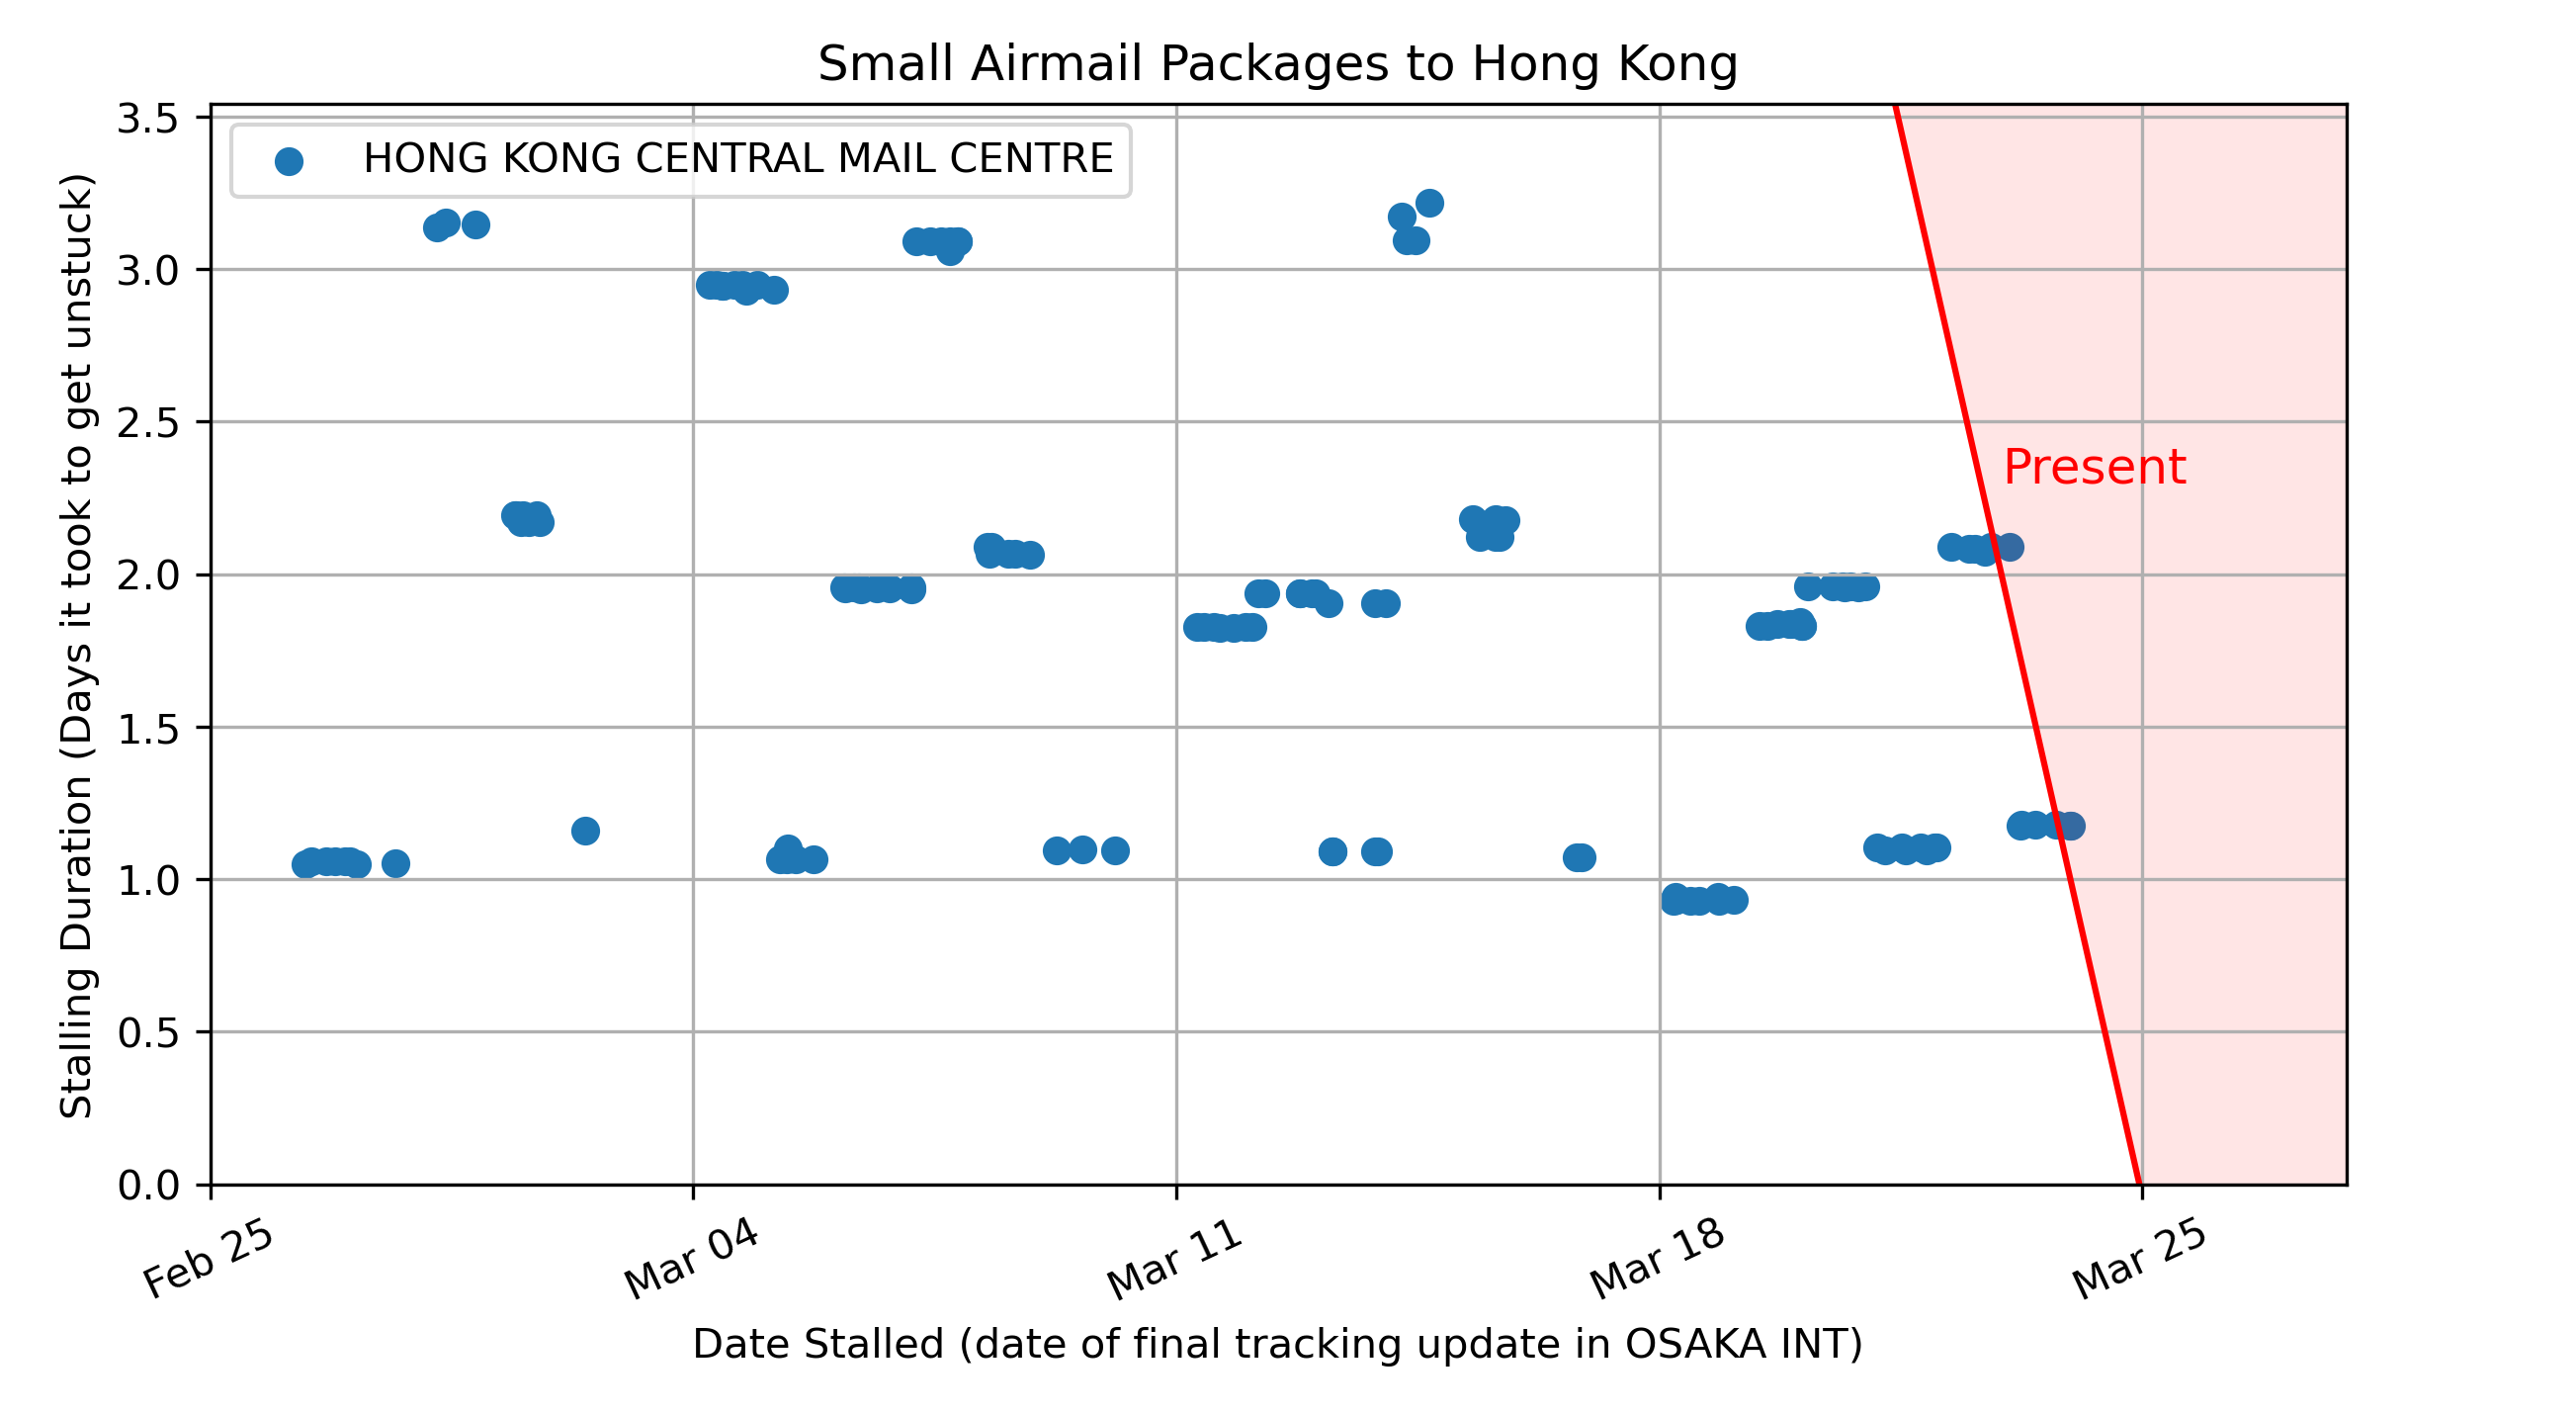 Small Airmail Packages to Hong Kong
HONG KONG CENTRAL MAIL CENTRE
Present
Stalling Duration (Days it took to get unstuck)
3.5
3.0
2.5
2.0
1.5
1.0
0.5
0.0
Feb 25
Mar 04
Mar 11
Mar 18
Mar 25
Date Stalled (date of final tracking update in OSAKA INT)